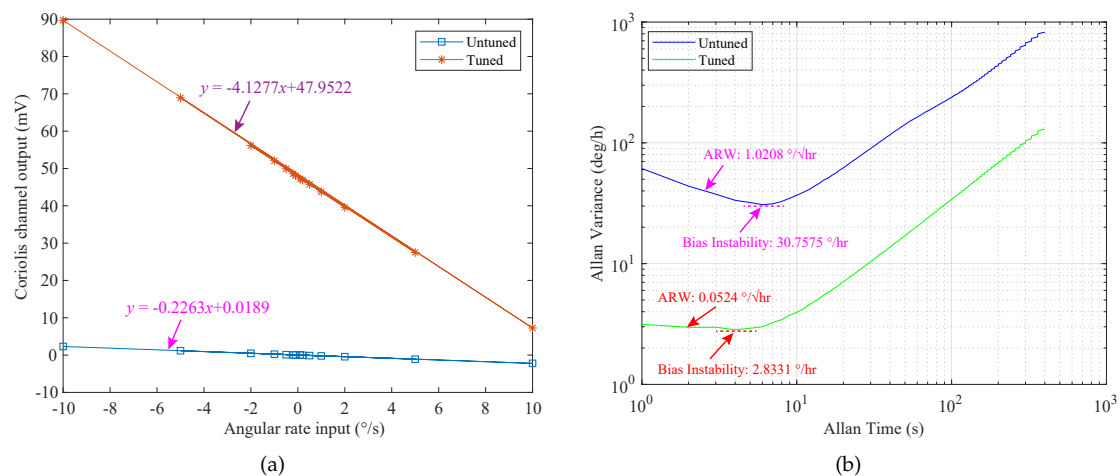 90
80
70
60
50
40
30
20
10
0
-10
-10
-8
-6
-4
-2
0
2
4
6
8
10
Coriolis channel output (mV)
Angular rate input (°/s)
Untuned
Tuned
y = -4.1277x+47.9522
y = -0.2263x+0.0189
(a)
10³
10²
10¹
10⁰
10⁰
10¹
10²
10³
Allan Variance (deg/h)
Allan Time (s)
Untuned
Tuned
ARW: 1.0208 °/√hr
Bias Instability: 30.7575 °/hr
ARW: 0.0524 °/√hr
Bias Instability: 2.8331 °/hr
(b)